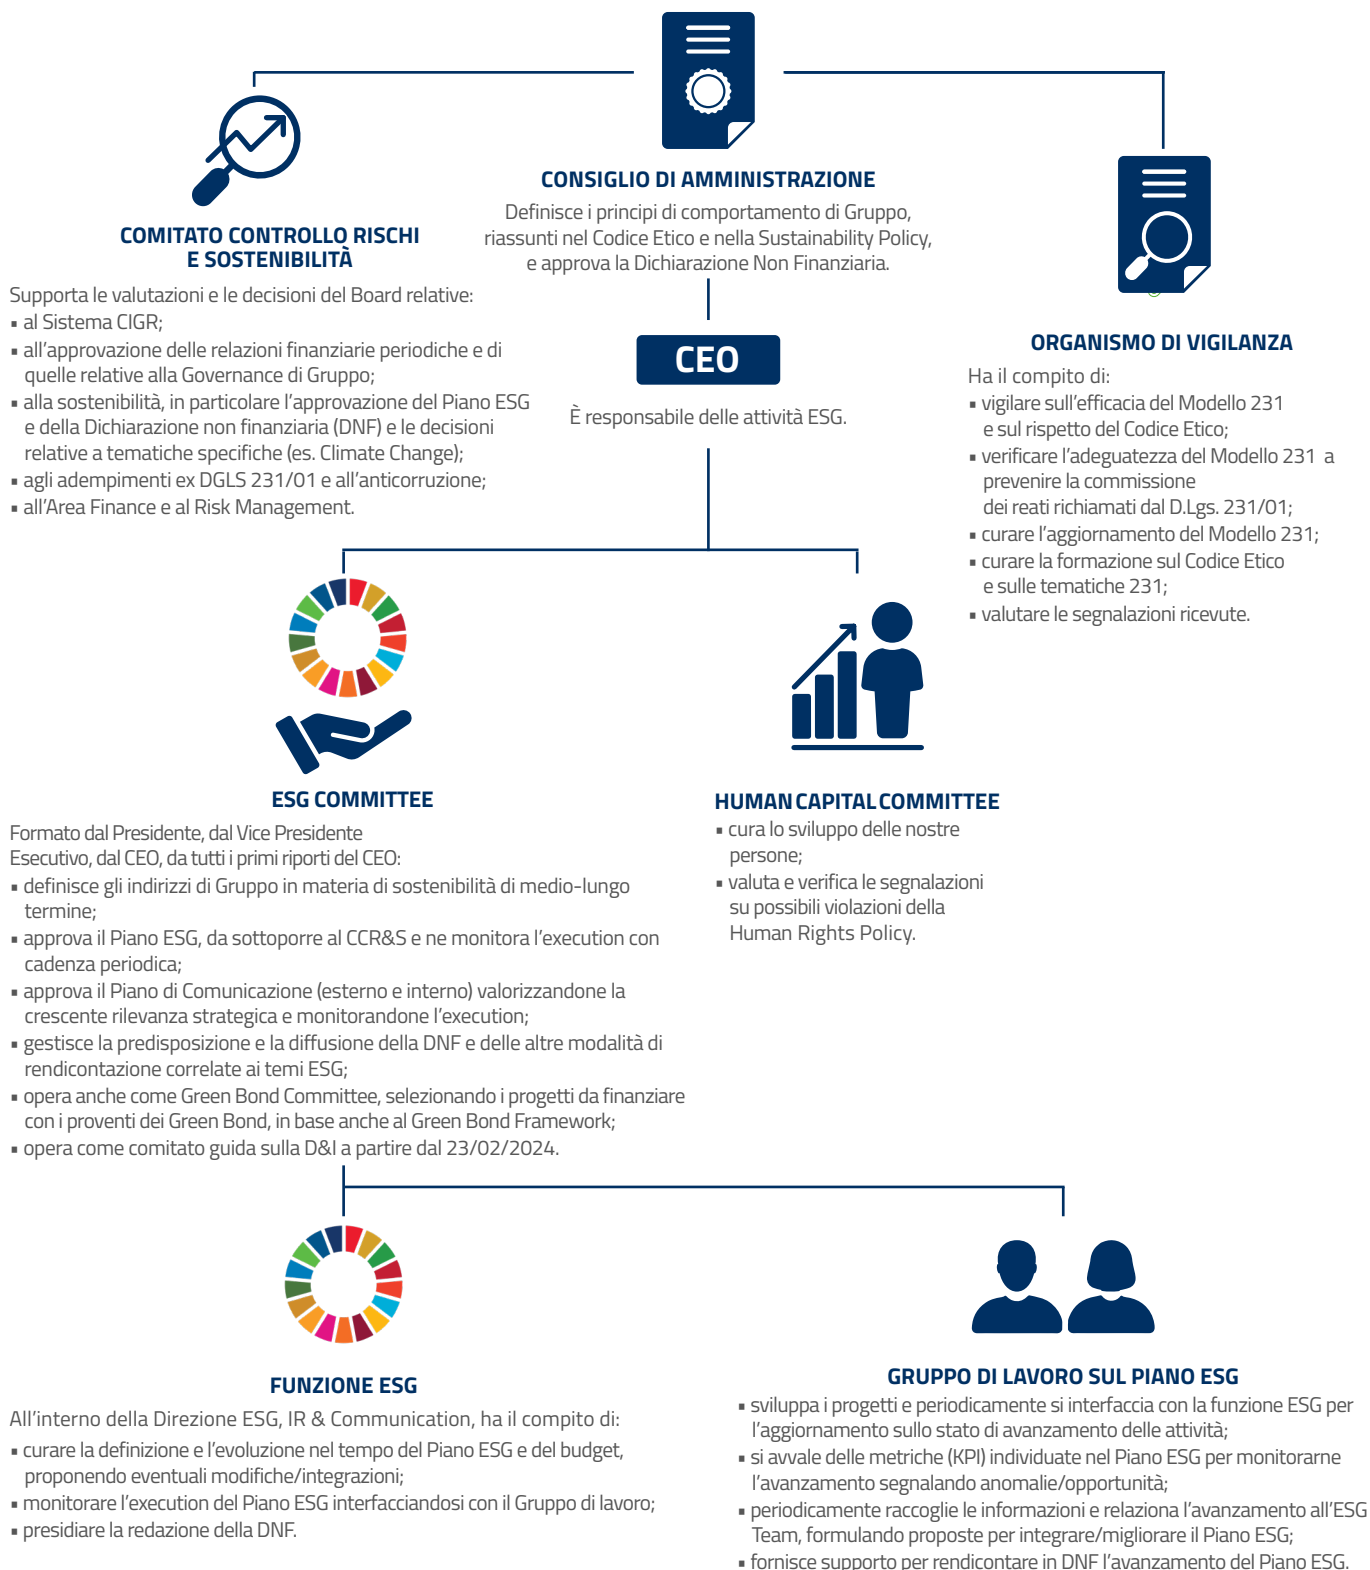 CONSIGLIO DI AMMINISTRAZIONE
Definisce i principi di comportamento di Gruppo,
riassunti nel Codice Etico e nella Sustainability Policy,
e approva la Dichiarazione Non Finanziaria.
COMITATO CONTROLLO RISCHI
E SOSTENIBILITÀ
Supporta le valutazioni e le decisioni del Board relative:
▪ al Sistema CIGR;
▪ all’approvazione delle relazioni finanziarie periodiche e di
quelle relative alla Governance di Gruppo;
▪ alla sostenibilità, in particolare l’approvazione del Piano ESG
e della Dichiarazione non finanziaria (DNF) e le decisioni
relative a tematiche specifiche (es. Climate Change);
▪ agli adempimenti ex DGLS 231/01 e all’anticorruzione;
▪ all’Area Finance e al Risk Management.
CEO
È responsabile delle attività ESG.
ORGANISMO DI VIGILANZA
Ha il compito di:
▪ vigilare sull’efficacia del Modello 231
e sul rispetto del Codice Etico;
▪ verificare l’adeguatezza del Modello 231 a
prevenire la commissione
dei reati richiamati dal D.Lgs. 231/01;
▪ curare l’aggiornamento del Modello 231;
▪ curare la formazione sul Codice Etico
e sulle tematiche 231;
▪ valutare le segnalazioni ricevute.
ESG COMMITTEE
Formato dal Presidente, dal Vice Presidente
Esecutivo, dal CEO, da tutti i primi riporti del CEO:
▪ definisce gli indirizzi di Gruppo in materia di sostenibilità di medio-lungo
termine;
▪ approva il Piano ESG, da sottoporre al CCR&S e ne monitora l’execution con
cadenza periodica;
▪ approva il Piano di Comunicazione (esterno e interno) valorizzandone la
crescente rilevanza strategica e monitorandone l’execution;
▪ gestisce la predisposizione e la diffusione della DNF e delle altre modalità di
rendicontazione correlate ai temi ESG;
▪ opera anche come Green Bond Committee, selezionando i progetti da finanziare
con i proventi dei Green Bond, in base anche al Green Bond Framework;
▪ opera come comitato guida sulla D&I a partire dal 23/02/2024.
HUMAN CAPITAL COMMITTEE
▪ cura lo sviluppo delle nostre
persone;
▪ valuta e verifica le segnalazioni
su possibili violazioni della
Human Rights Policy.
FUNZIONE ESG
All’interno della Direzione ESG, IR & Communication, ha il compito di:
▪ curare la definizione e l’evoluzione nel tempo del Piano ESG e del budget,
proponendo eventuali modifiche/integrazioni;
▪ monitorare l’execution del Piano ESG interfacciandosi con il Gruppo di lavoro;
▪ presidiare la redazione della DNF.
GRUPPO DI LAVORO SUL PIANO ESG
▪ sviluppa i progetti e periodicamente si interfaccia con la funzione ESG per
l’aggiornamento sullo stato di avanzamento delle attività;
▪ si avvale delle metriche (KPI) individuate nel Piano ESG per monitorarne
l’avanzamento segnalando anomalie/opportunità;
▪ periodicamente raccoglie le informazioni e relaziona l’avanzamento all’ESG
Team, formulando proposte per integrare/migliorare il Piano ESG;
▪ fornisce supporto per rendicontare in DNF l’avanzamento del Piano ESG.